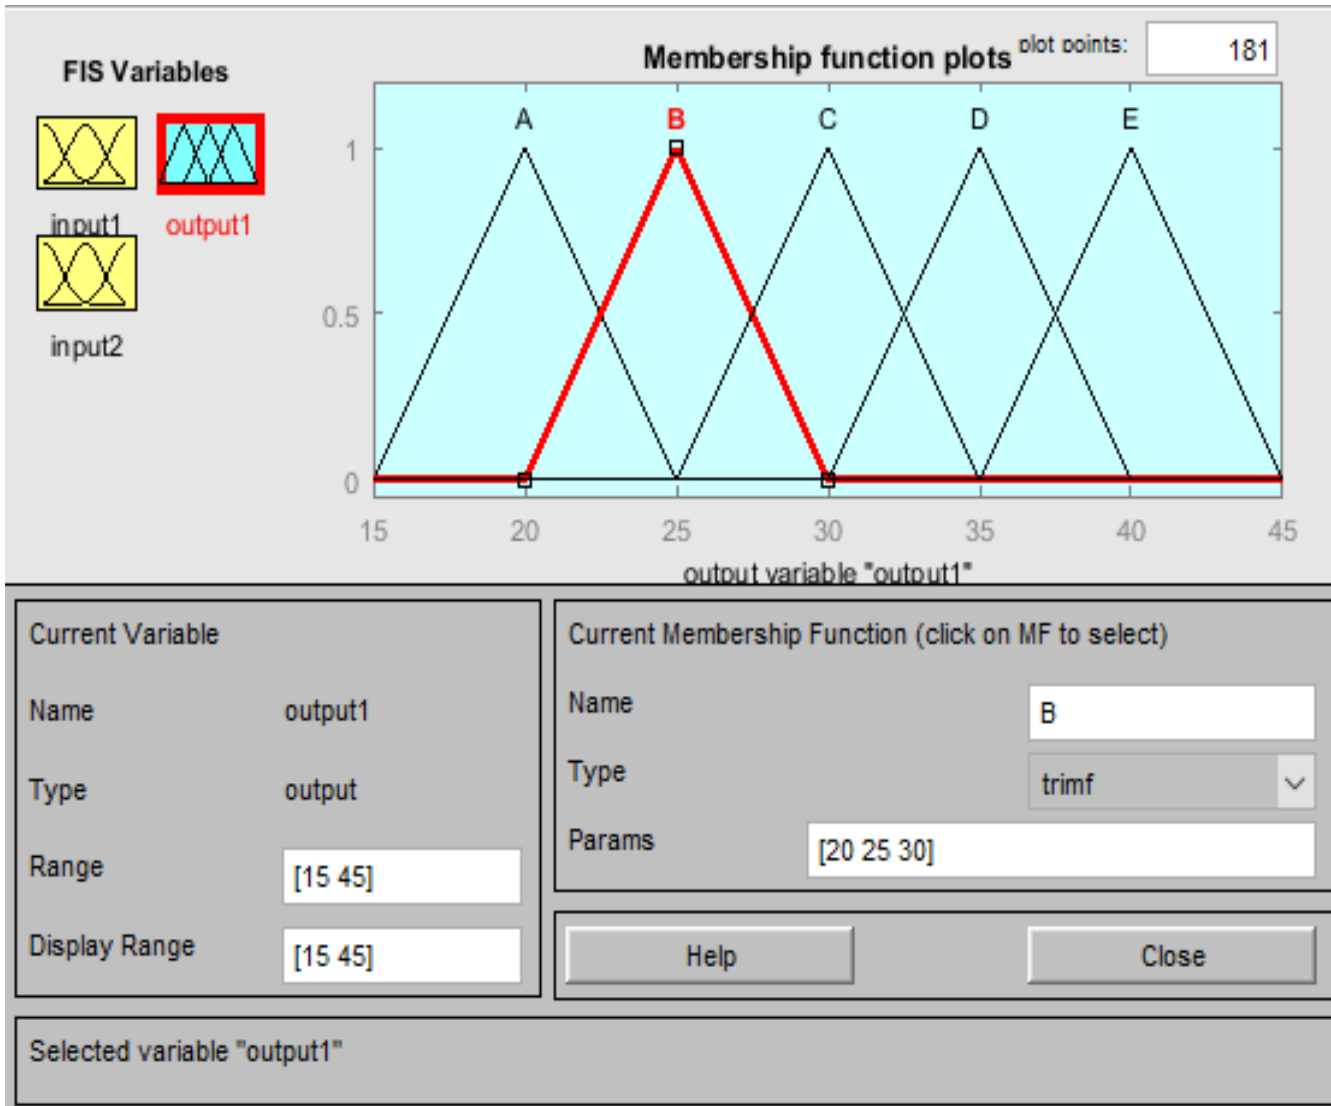 FIS Variables
Membership function plots
plot points:
181
input1
output1
input2
A
B
C
D
E
1
0.5
0
15
20
25
30
35
40
45
output variable "output1"
Current Variable
Name
output1
Type
output
Range
[15 45]
Display Range
[15 45]
Current Membership Function (click on MF to select)
Name
B
Type
trimf
Params
[20 25 30]
Help
Close
Selected variable "output1"